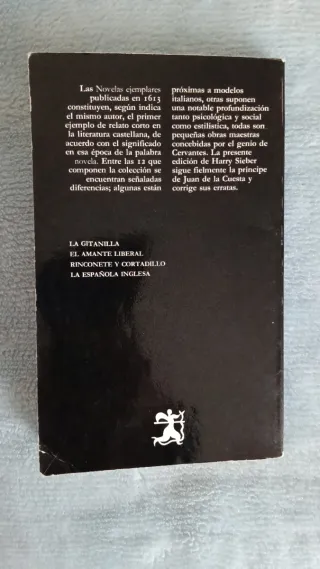 Las Novelas ejemplares
publicadas en 1613
constituyen, según indica
el mismo autor, el primer
ejemplo de relato corto en
la literatura castellana, de
acuerdo con el significado
en esa época de la palabra
novela. Entre las 12 que
componen la colección se
encuentran señaladas
diferencias; algunas están
próximas a modelos
italianos, otras suponen
una notable profundización
tanto psicológica y social
como estilística, todas son
pequeñas obras maestras
concebidas por el genio de
Cervantes. La presente
edición de Harry Sieber
sigue fielmente la príncipe
de Juan de la Cuesta y
corrige sus erratas.
LA GITANILLA
EL AMANTE LIBERAL
RINCONETE Y CORTADILLO
LA ESPAÑOLA INGLESA